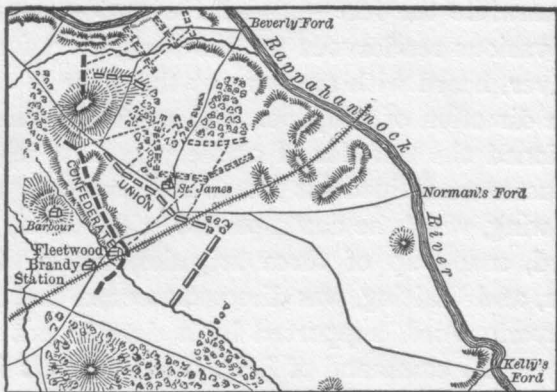 Beverly Ford
Rappahannock
River
St. James
UNION
CONFEDERATE
Norman's Ford
Barbour
Fleetwood
Brandy
Station
Kelly's
Ford